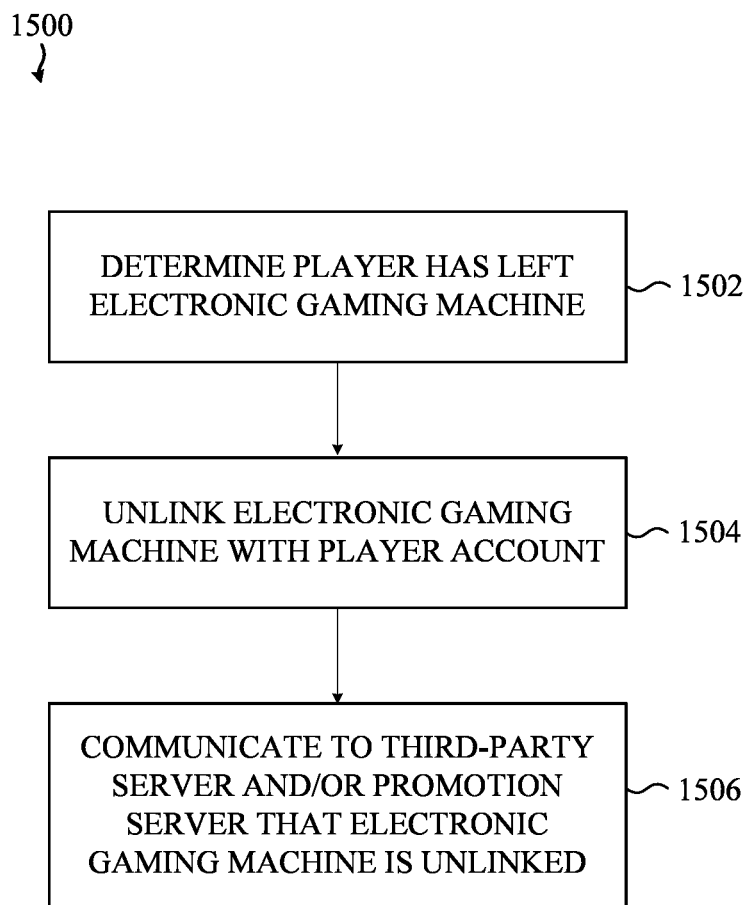 1500
DETERMINE PLAYER HAS LEFT
ELECTRONIC GAMING MACHINE
1502
UNLINK ELECTRONIC GAMING
MACHINE WITH PLAYER ACCOUNT
1504
COMMUNICATE TO THIRD-PARTY
SERVER AND/OR PROMOTION
SERVER THAT ELECTRONIC
GAMING MACHINE IS UNLINKED
1506